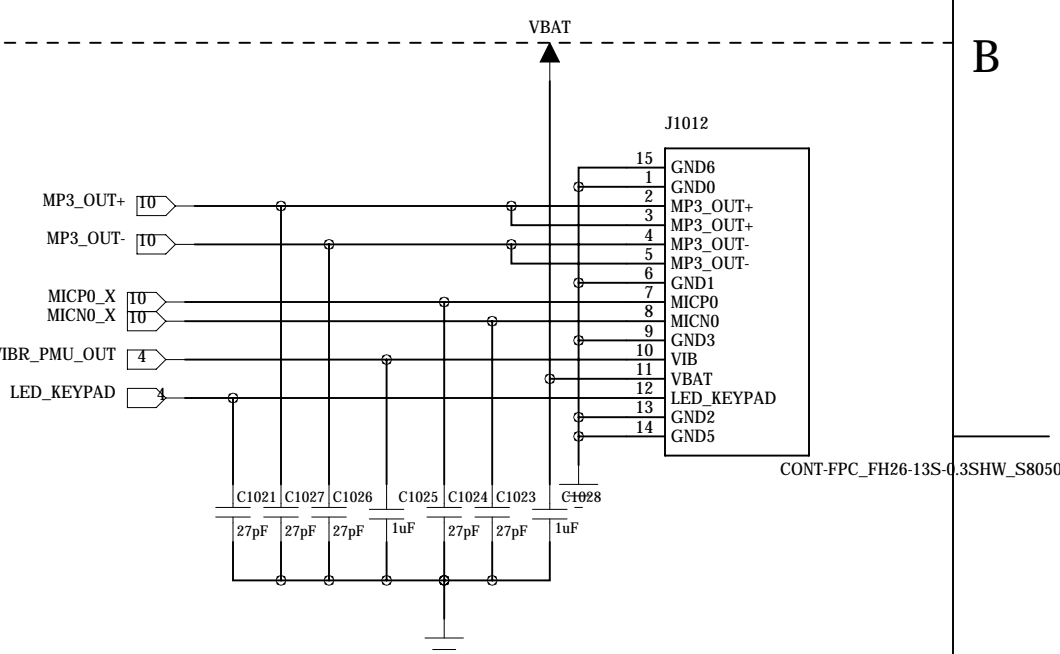 VBAT
B
J1012
15 GND6
1 GND0
MP3_OUT+ 10 2 MP3_OUT+
3 MP3_OUT+
MP3_OUT- 10 4 MP3_OUT-
5 MP3_OUT-
6 GND1
MICP0_X 10 7 MICP0
MICN0_X 10 8 MICN0
9 GND3
VIBR_PMU_OUT 4 10 VIB
11 VBAT
LED_KEYPAD 4 12 LED_KEYPAD
13 GND2
14 GND5
CONT-FPC_FH26-13S-0.3SHW_S8050
C1021 C1027 C1026 C1025 C1024 C1023 C1028
27pF 27pF 27pF 1uF 27pF 27pF 1uF